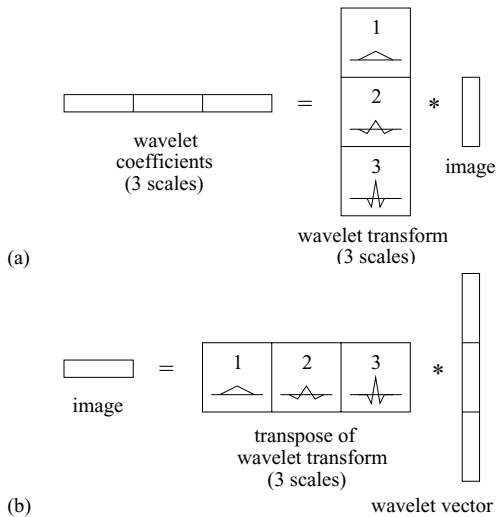 1
2
= *
3
wavelet
coefficients
(3 scales)
image
wavelet transform
(3 scales)
(a)
1 2 3
= *
image
transpose of
wavelet transform
(3 scales)
(b)
wavelet vector